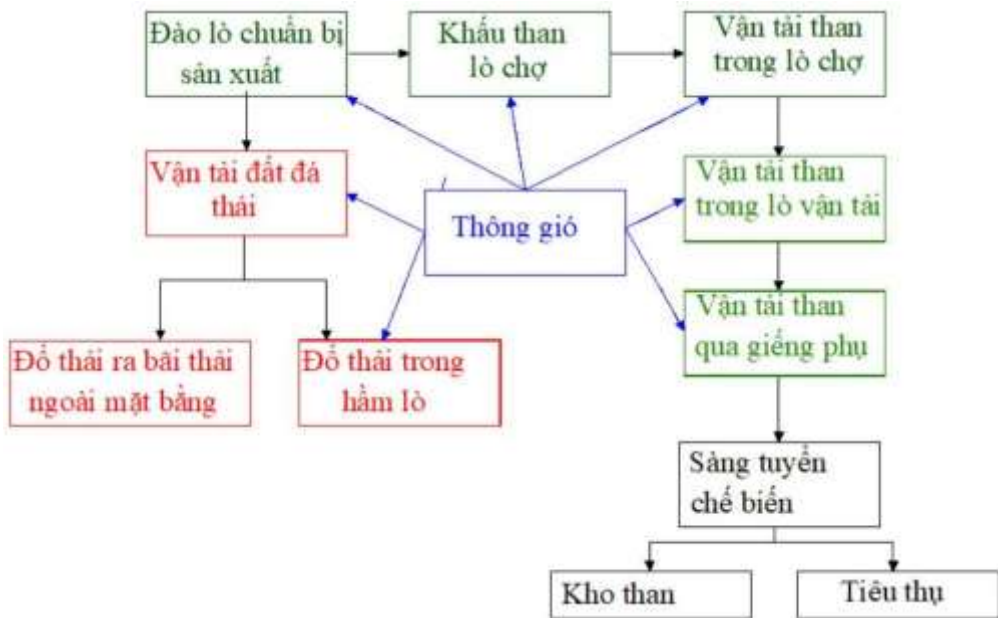 Đào lò chuẩn bị
sản xuất
Khấu than
lò chợ
Vận tải than
trong lò chợ
Vận tải đất đá
thải
Thông gió
Vận tải than
trong lò vận tải
Vận tải than
qua giếng phụ
Đổ thải ra bãi thải
ngoài mặt bằng
Đổ thải trong
hầm lò
Sàng tuyển
chế biến
Kho than
Tiêu thụ